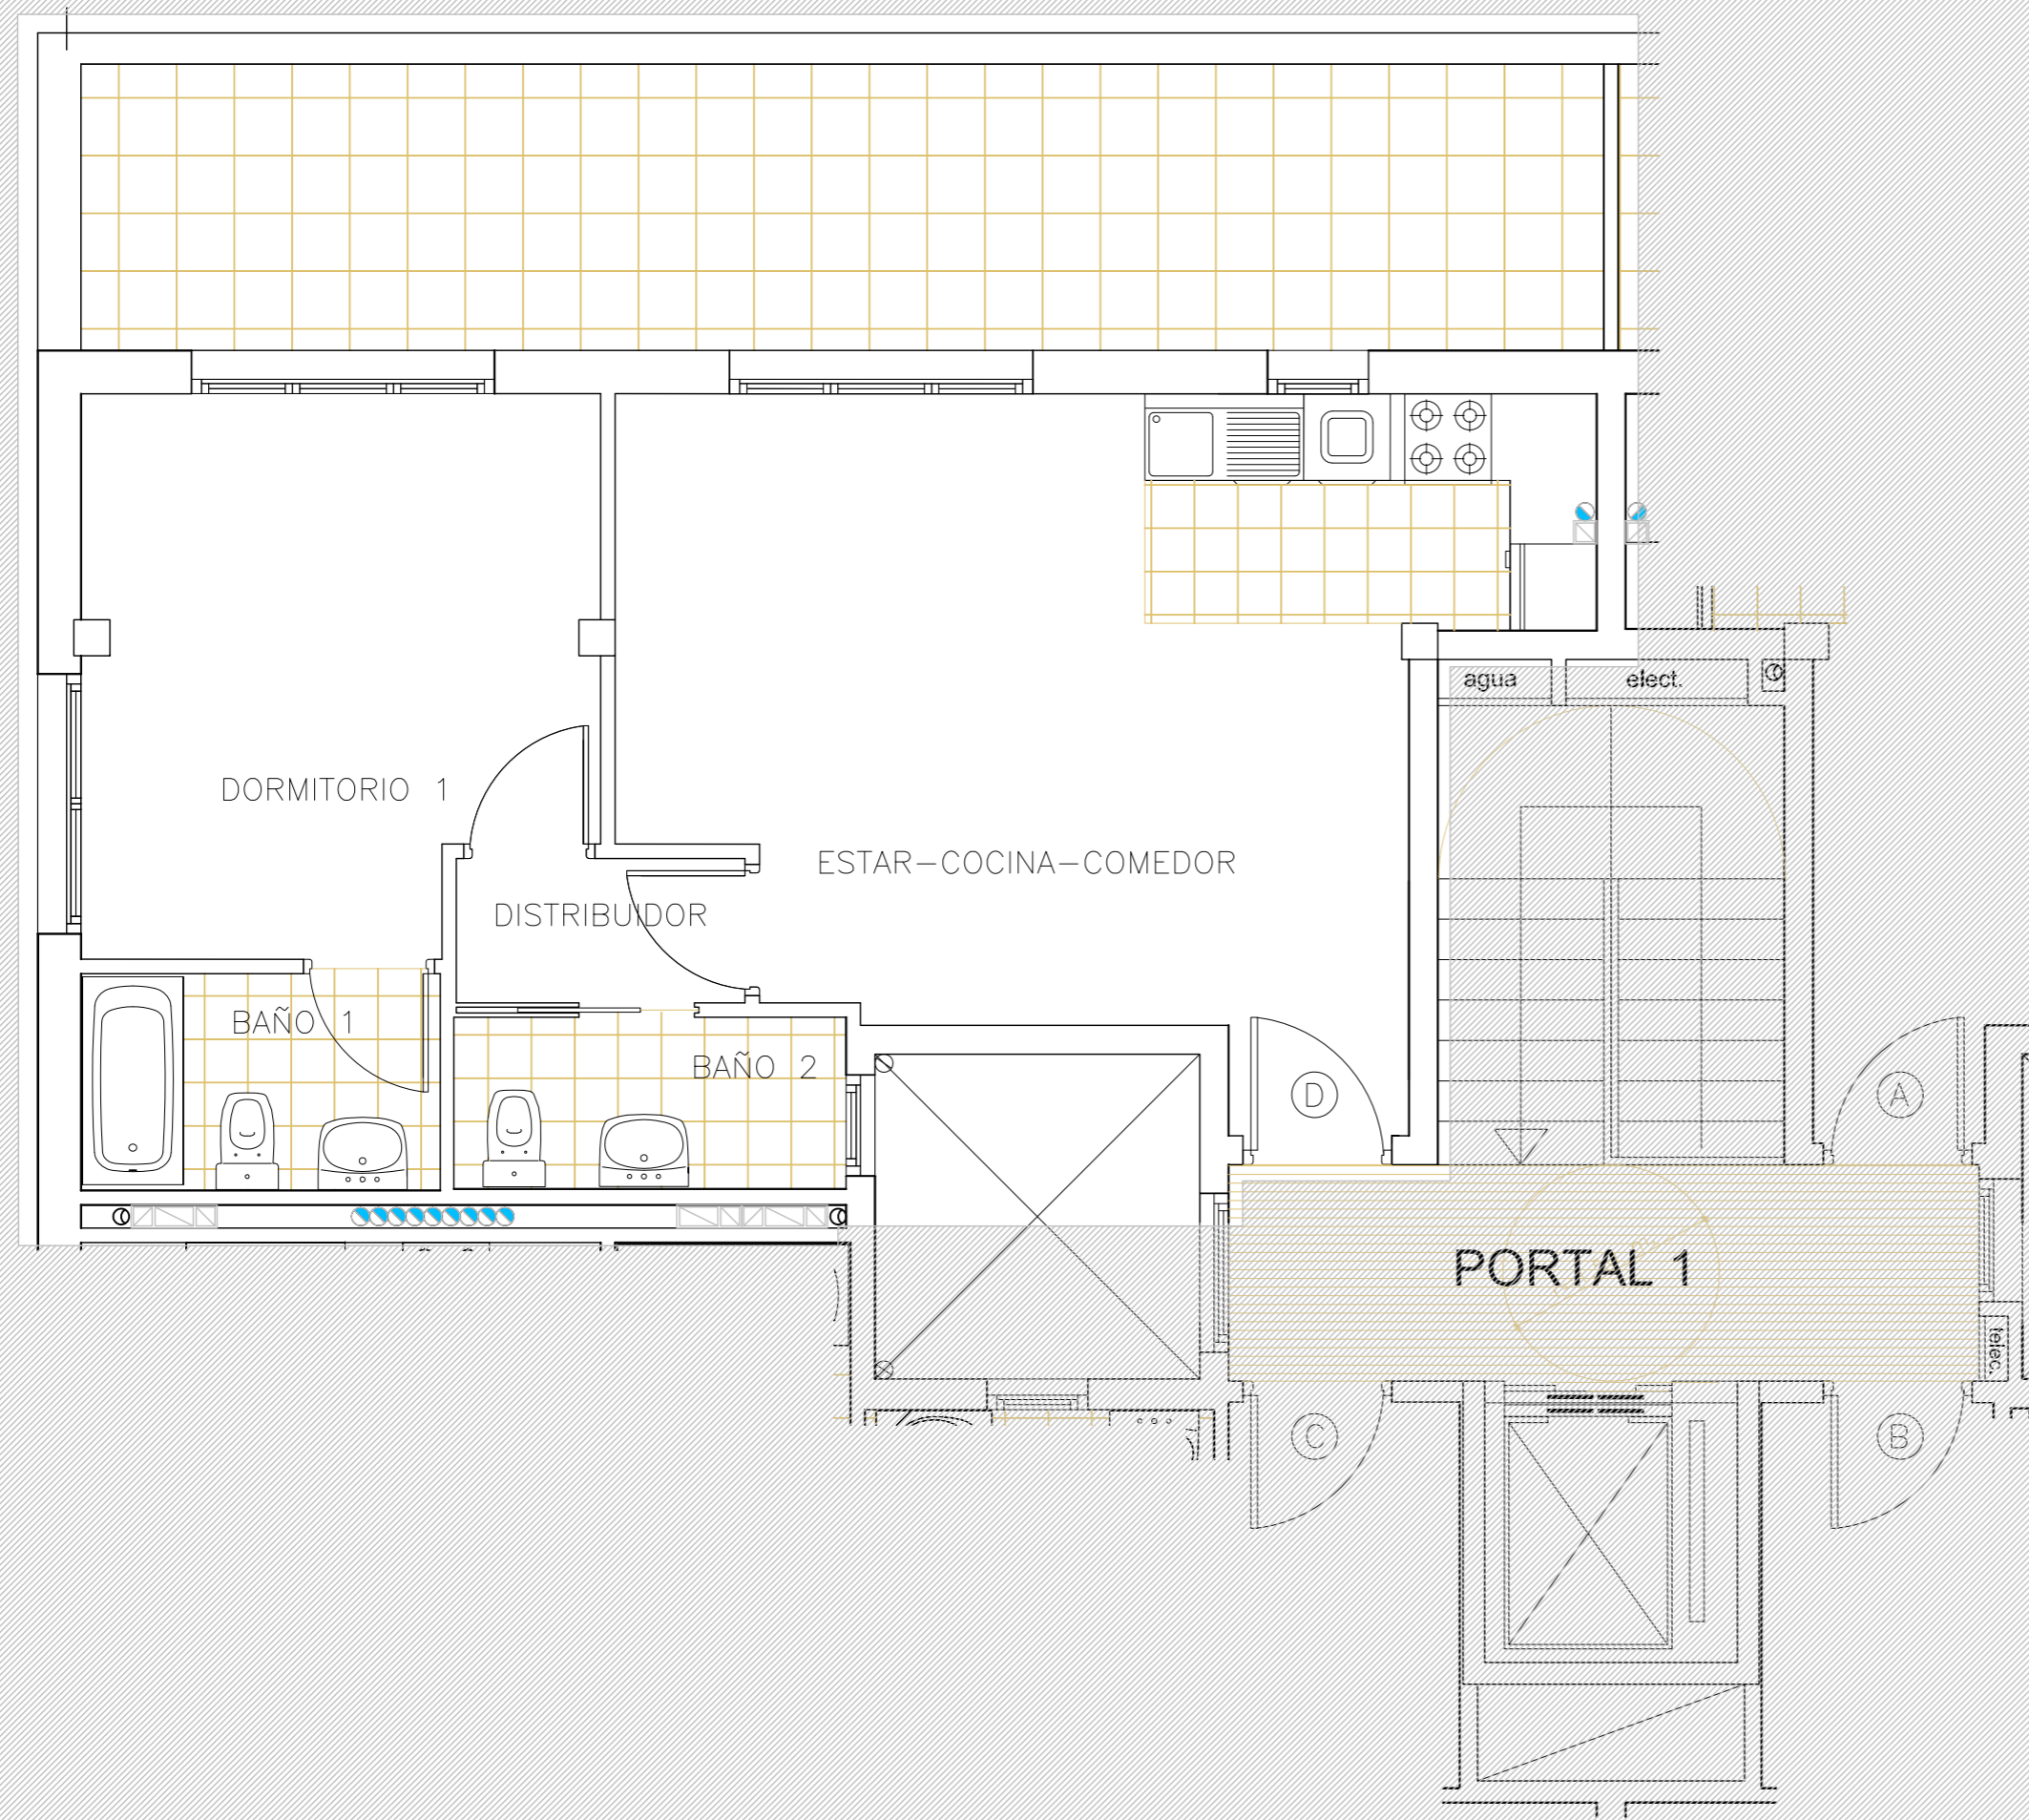 agua
elect.
DORMITORIO 1
ESTAR-COCINA-COMEDOR
DISTRIBUIDOR
BAÑO 1
BAÑO 2
D
A
PORTAL 1
telec.
C
B